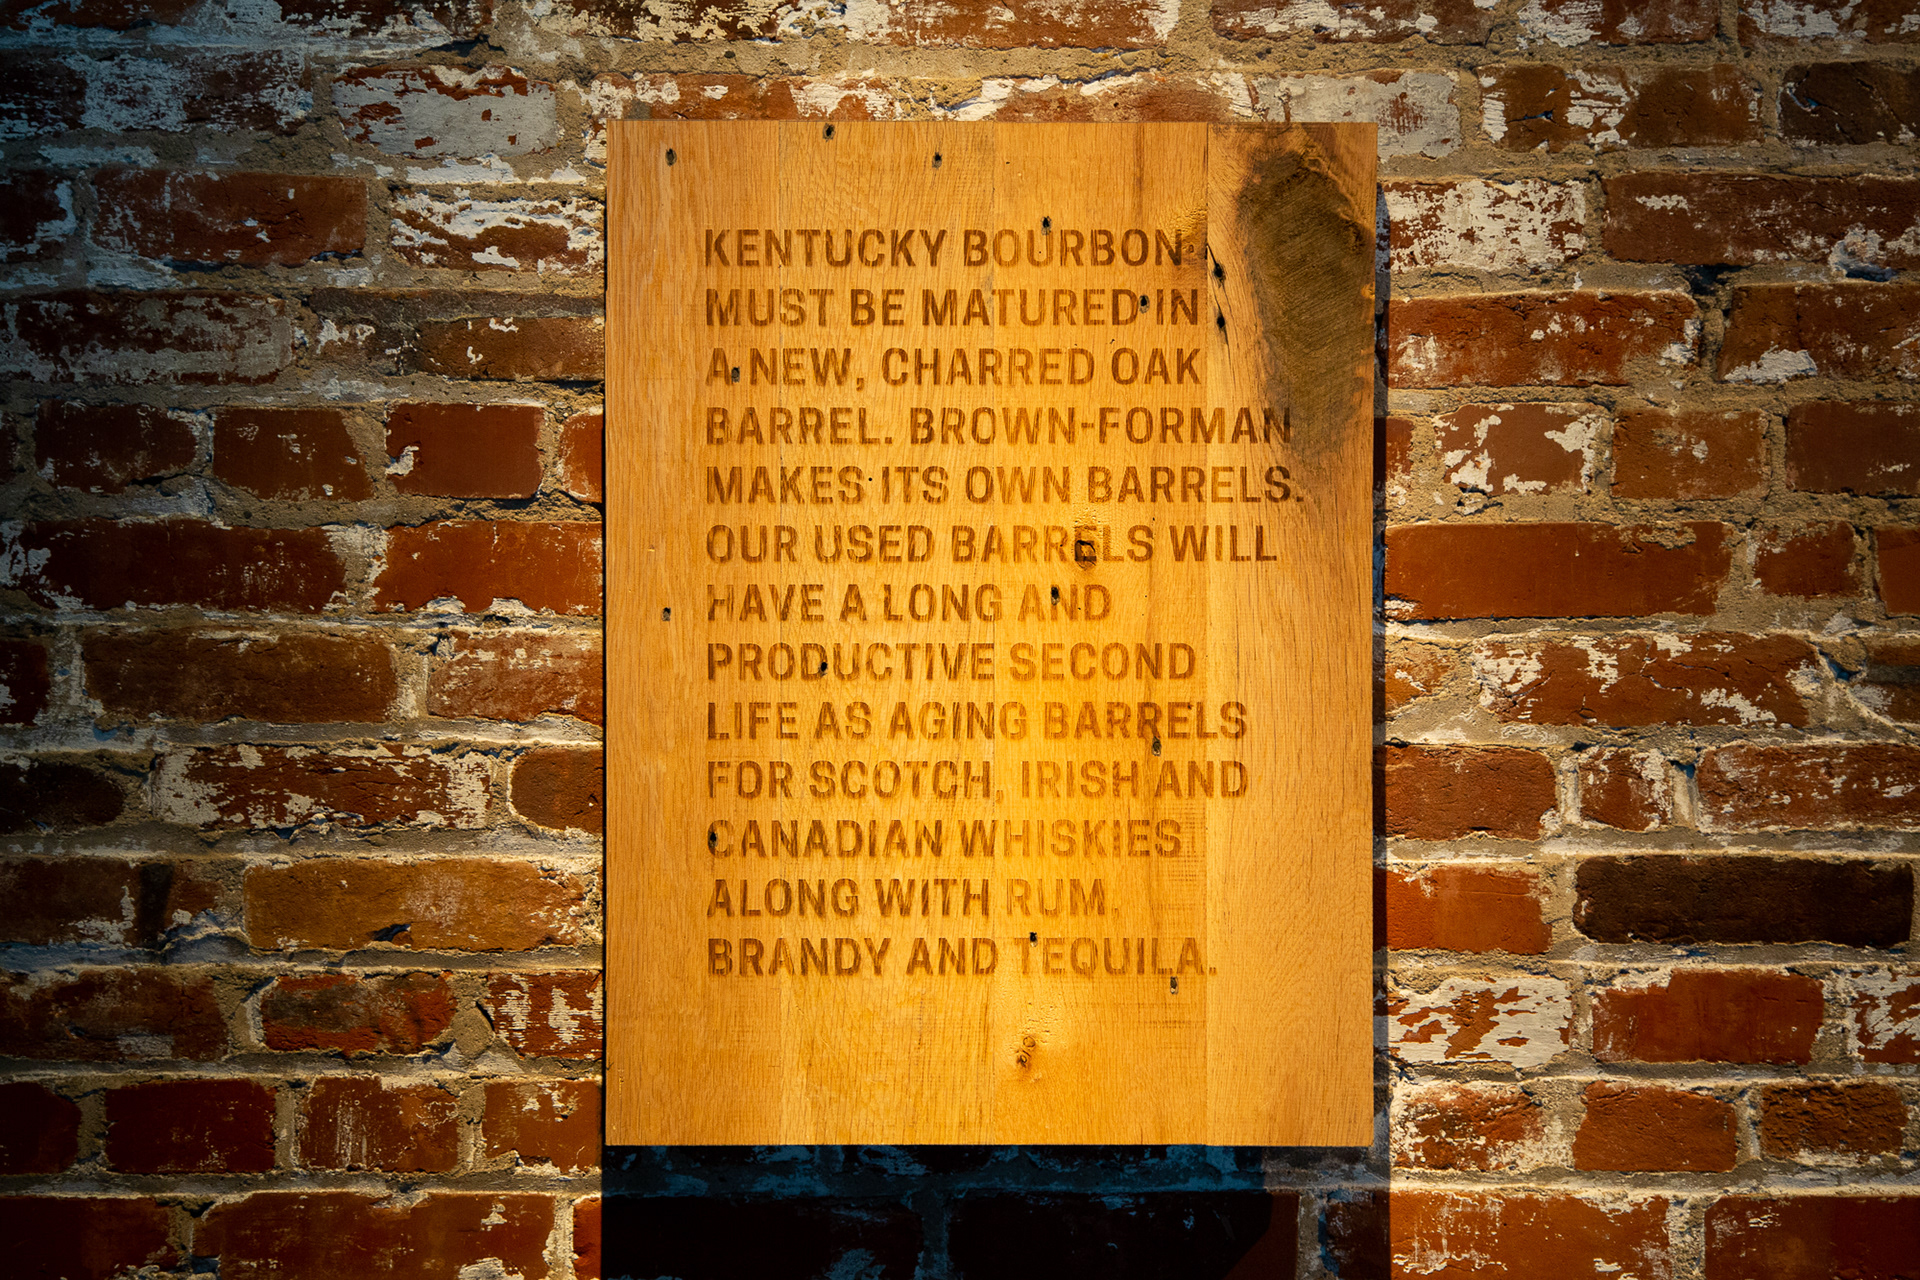 KENTUCKY BOURBON
MUST BE MATURED IN
A NEW, CHARRED OAK
BARREL. BROWN-FORMAN
MAKES ITS OWN BARRELS.
OUR USED BARRELS WILL
HAVE A LONG AND
PRODUCTIVE SECOND
LIFE AS AGING BARRELS
FOR SCOTCH, IRISH AND
CANADIAN WHISKIES
ALONG WITH RUM,
BRANDY AND TEQUILA.